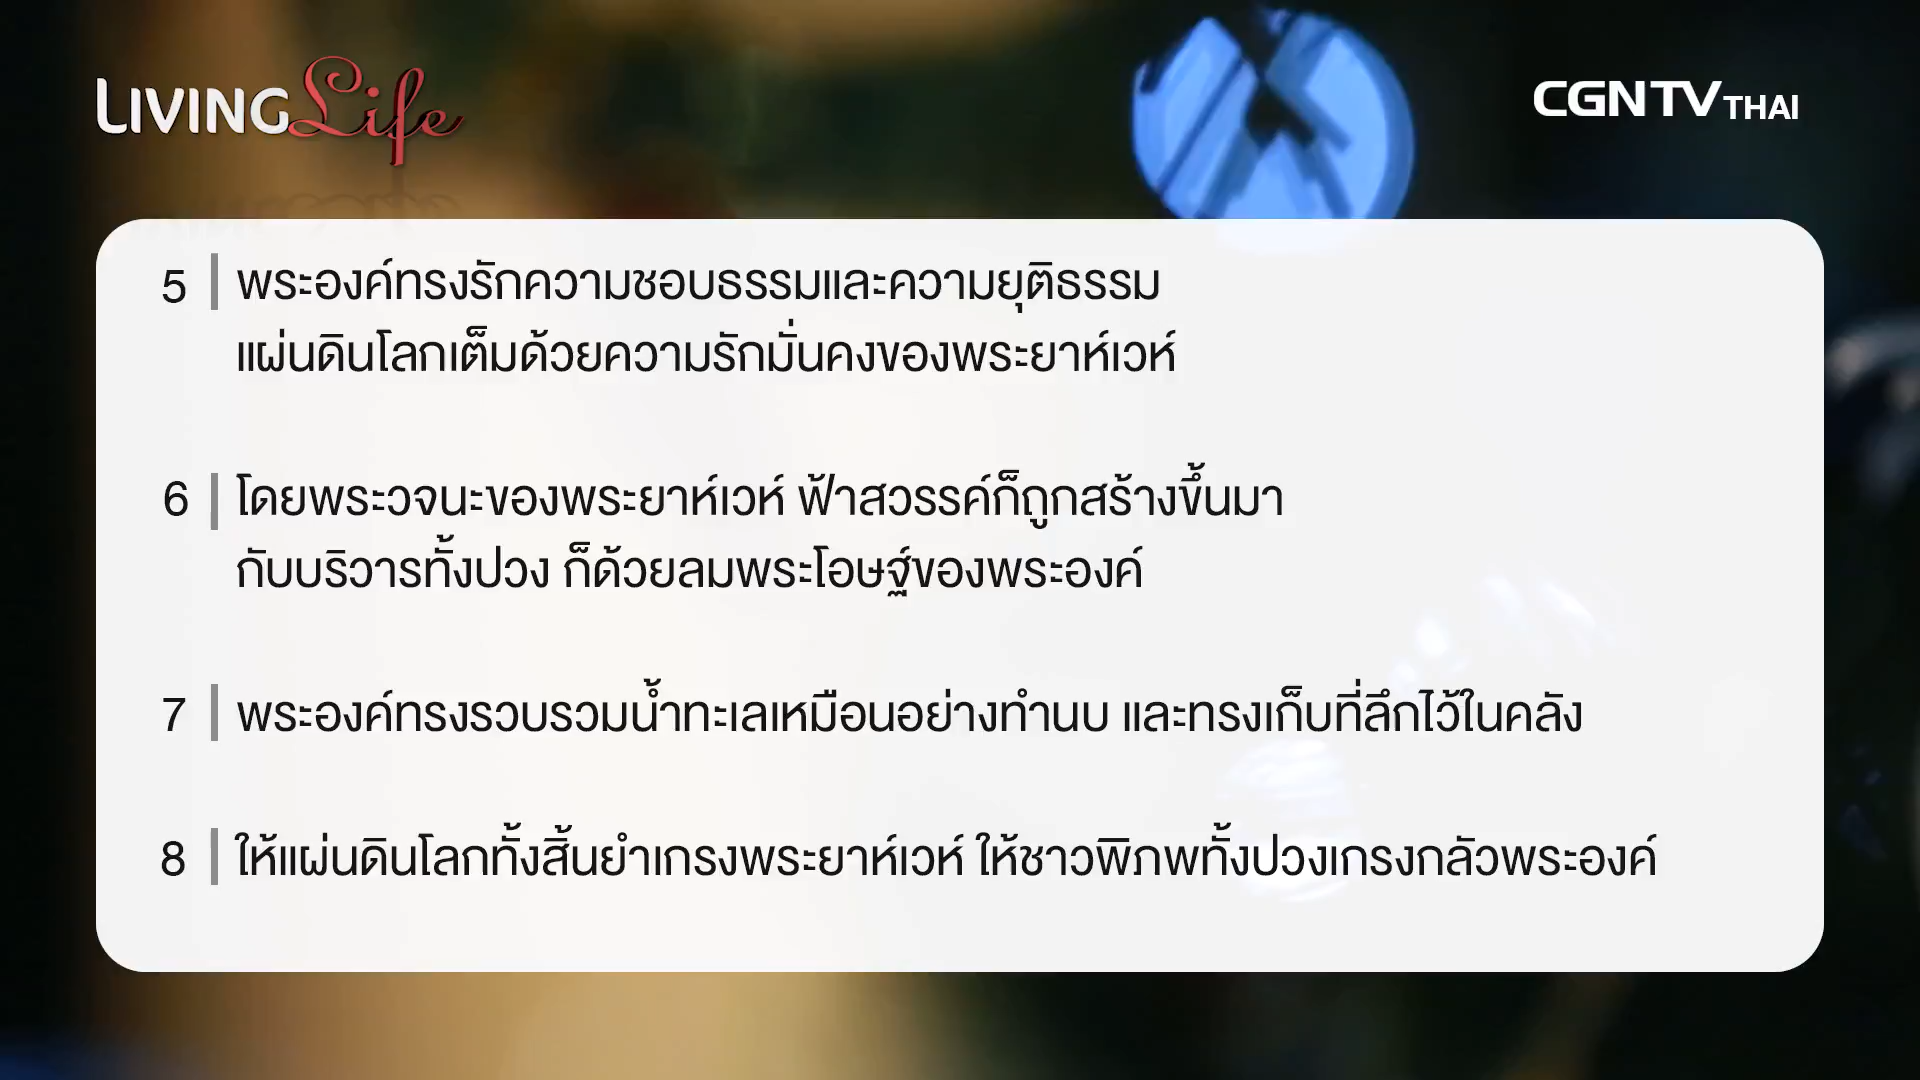 LIVING Life
CGNTV THAI
5 พระองค์ทรงรักความชอบธรรมและความยุติธรรม
แผ่นดินโลกเต็มด้วยความรักมั่นคงของพระยาห์เวห์
6 โดยพระวจนะของพระยาห์เวห์ ฟ้าสวรรค์ก็ถูกสร้างขึ้นมา
กับบริวารทั้งปวง ก็ด้วยลมพระโอษฐ์ของพระองค์
7 พระองค์ทรงรวบรวมน้ำทะเลเหมือนอย่างทำนบ และทรงเก็บที่ลึกไว้ในคลัง
8 ให้แผ่นดินโลกทั้งสิ้นยำเกรงพระยาห์เวห์ ให้ชาวพิภพทั้งปวงเกรงกลัวพระองค์